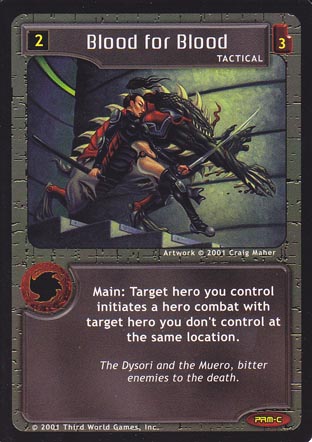 2
Blood for Blood
3
TACTICAL
Artwork © 2001 Craig Maher
Main: Target hero you control
initiates a hero combat with
target hero you don't control at
the same location.
The Dysori and the Muero, bitter
enemies to the death.
PRM-C
© 2001 Third World Games, Inc.